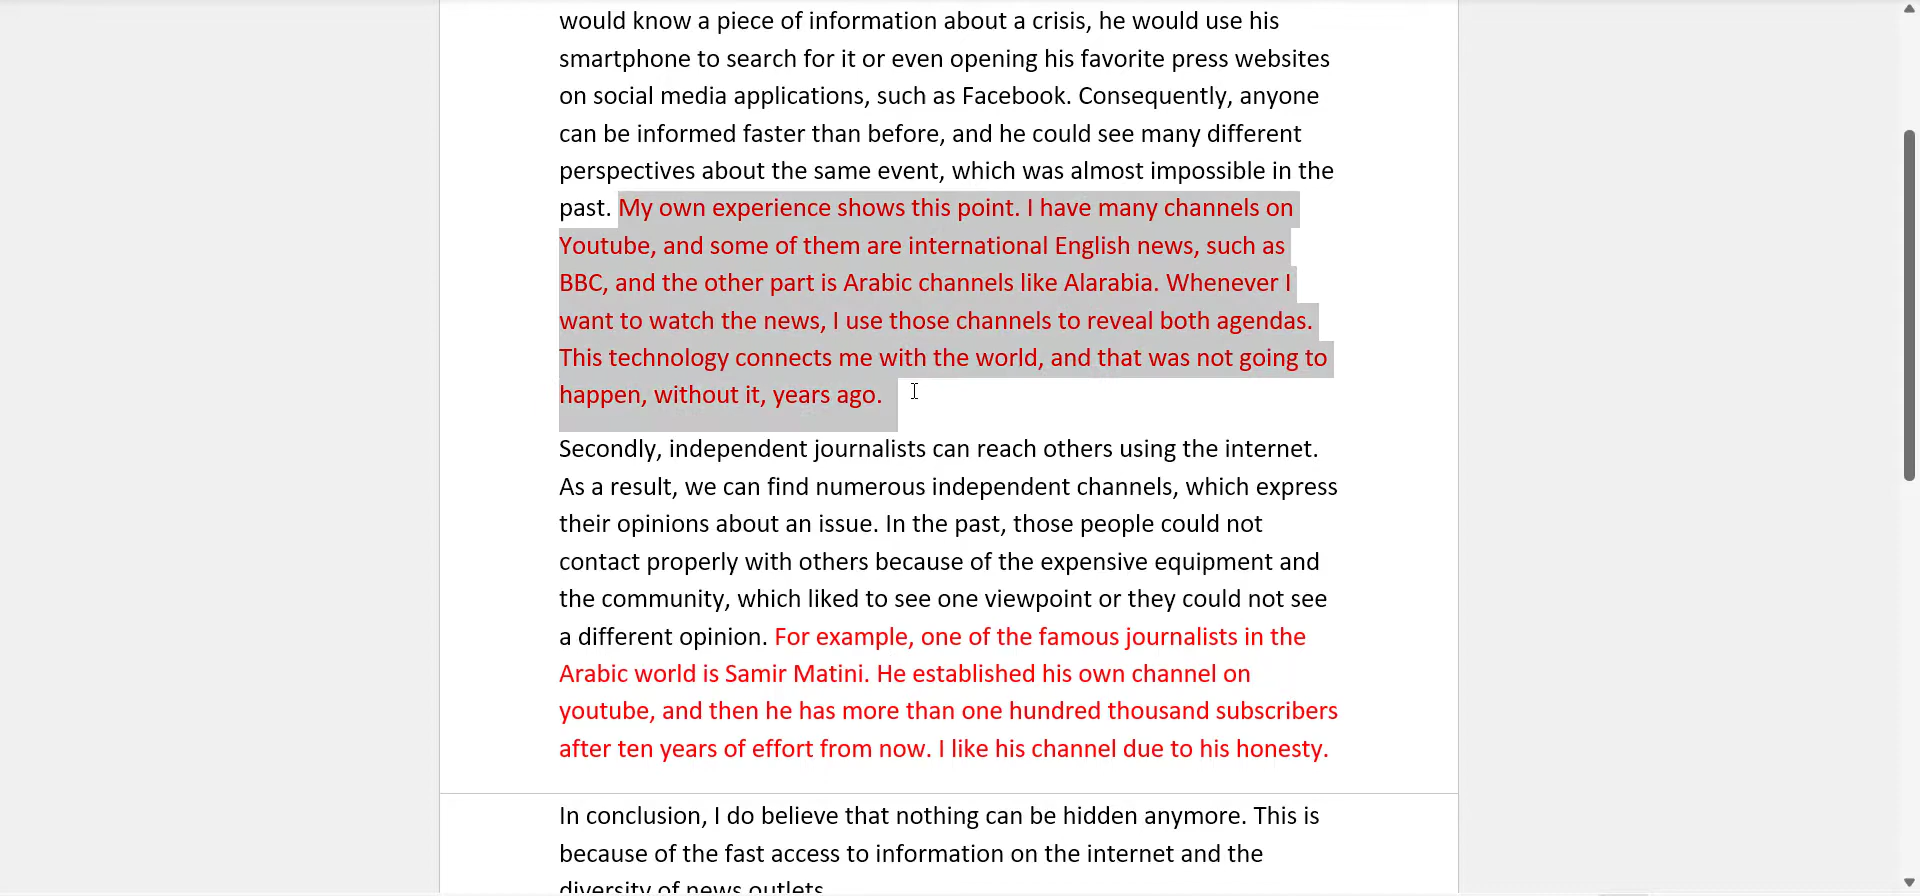 would know a piece of information about a crisis, he would use his
smartphone to search for it or even opening his favorite press websites
on social media applications, such as Facebook. Consequently, anyone
can be informed faster than before, and he could see many different
perspectives about the same event, which was almost impossible in the
past. My own experience shows this point. I have many channels on
Youtube, and some of them are international English news, such as
BBC, and the other part is Arabic channels like Alarabia. Whenever I
want to watch the news, I use those channels to reveal both agendas.
This technology connects me with the world, and that was not going to
happen, without it, years ago.
Secondly, independent journalists can reach others using the internet.
As a result, we can find numerous independent channels, which express
their opinions about an issue. In the past, those people could not
contact properly with others because of the expensive equipment and
the community, which liked to see one viewpoint or they could not see
a different opinion. For example, one of the famous journalists in the
Arabic world is Samir Matini. He established his own channel on
youtube, and then he has more than one hundred thousand subscribers
after ten years of effort from now. I like his channel due to his honesty.
In conclusion, I do believe that nothing can be hidden anymore. This is
because of the fast access to information on the internet and the
diversity of news outlets.